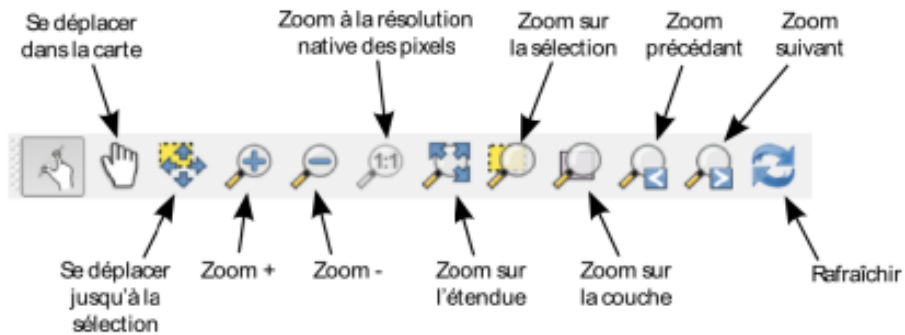 Se déplacer
dans la carte
Zoom à la résolution
native des pixels
Zoom sur
la sélection
Zoom
précédant
Zoom
suivant
1:1
Se déplacer
jusqu'à la
sélection
Zoom +
Zoom -
Zoom sur
l'étendue
Zoom sur
la couche
Rafraîchir